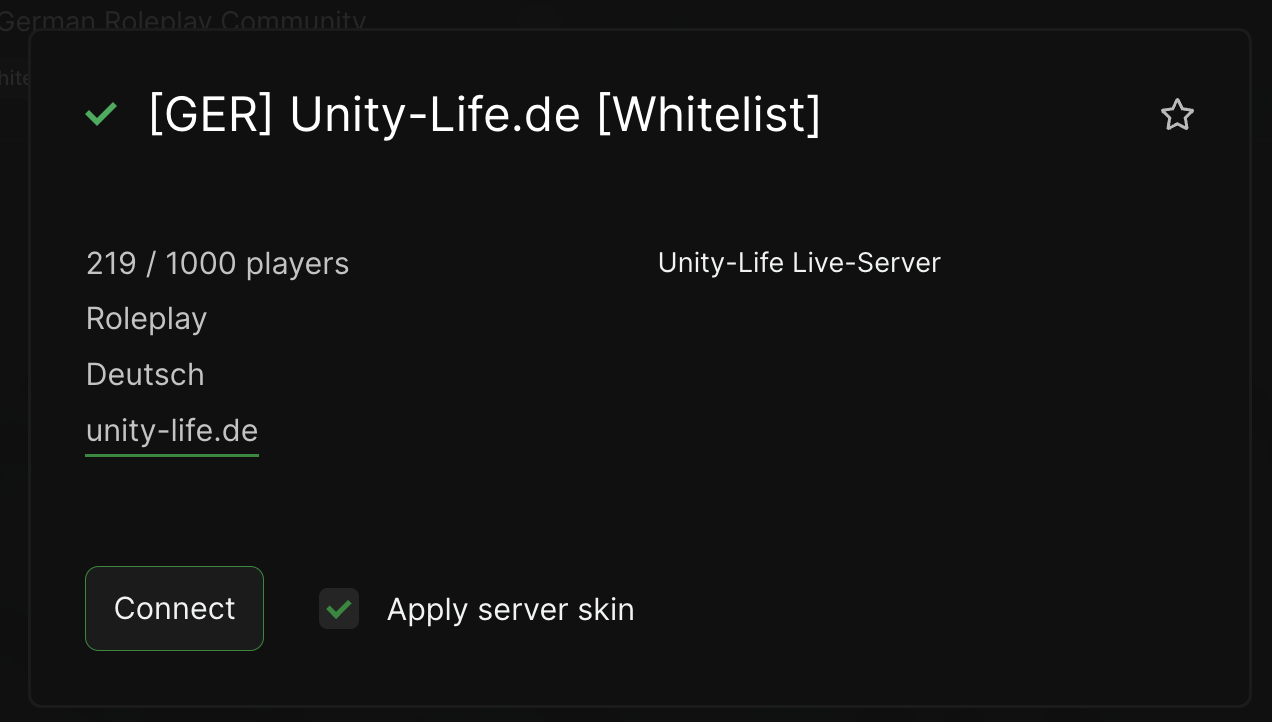 German Roleplay Community
[GER] Unity-Life.de [Whitelist]
219 / 1000 players
Unity-Life Live-Server
Roleplay
Deutsch
unity-life.de
Connect
Apply server skin